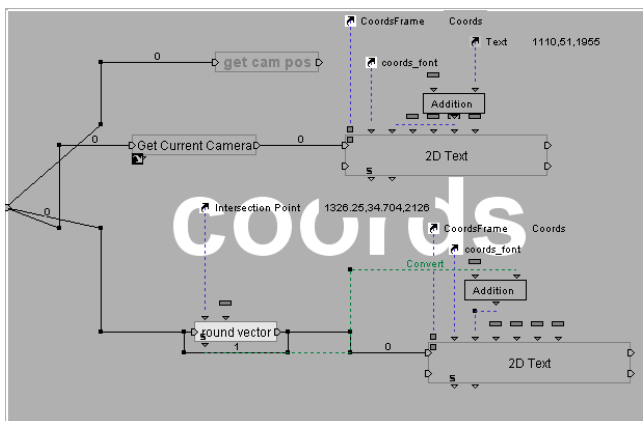 CoordsFrame Coords
Text 1110,51,1955
coords_font
0
get cam pos
Addition
0
Get Current Camera
0
2D Text
S
0
Intersection Point 1326.25,34.704,2126
coords
CoordsFrame Coords
coords_font
Convert
Addition
round vector
S
1
0
2D Text
S